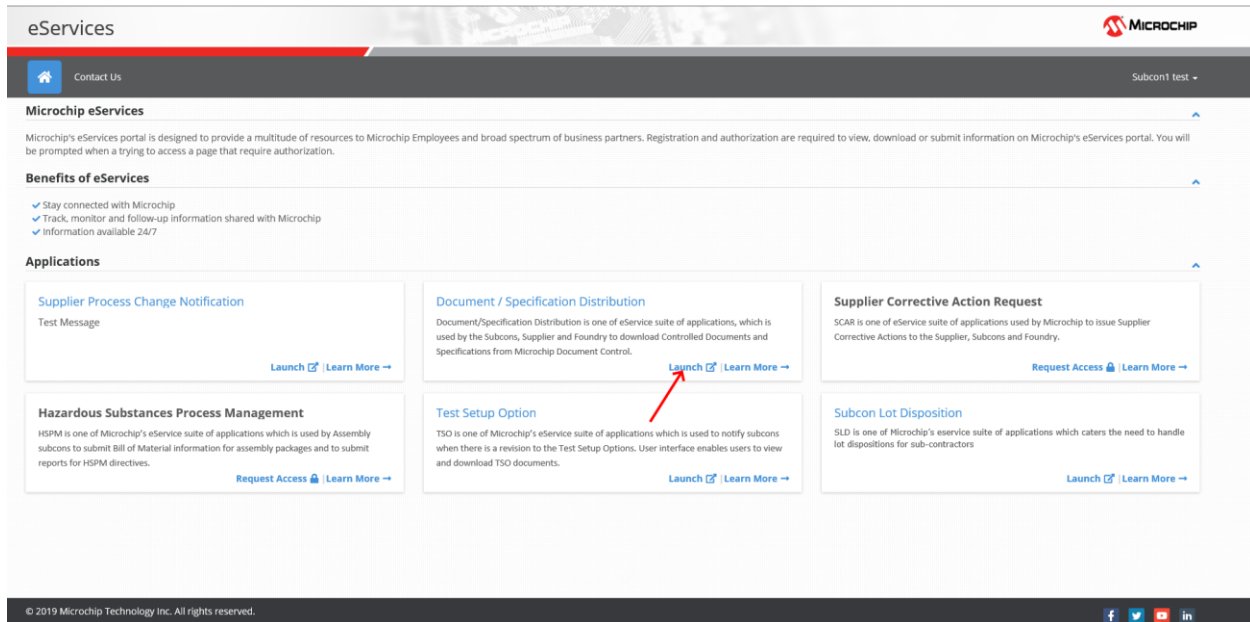 eServices
MICROCHIP
Contact Us
Subcon1 test
Microchip eServices
Microchip's eServices portal is designed to provide a multitude of resources to Microchip Employees and broad spectrum of business partners. Registration and authorization are required to view, download or submit information on Microchip's eServices portal. You will
be prompted when a trying to access a page that require authorization.
Benefits of eServices
Stay connected with Microchip
Track, monitor and follow-up information shared with Microchip
Information available 24/7
Applications
Supplier Process Change Notification
Test Message
Launch | Learn More →
Document / Specification Distribution
Document/Specification Distribution is one of eService suite of applications, which is
used by the Subcons, Supplier and Foundry to download Controlled Documents and
Specifications from Microchip Document Control.
Launch | Learn More →
Supplier Corrective Action Request
SCAR is one of eService suite of applications used by Microchip to issue Supplier
Corrective Actions to the Supplier, Subcons and Foundry.
Request Access | Learn More →
Hazardous Substances Process Management
HSPM is one of Microchip's eService suite of applications which is used by Assembly
subcons to submit Bill of Material information for assembly packages and to submit
reports for HSPM directives.
Request Access | Learn More →
Test Setup Option
TSO is one of Microchip's eService suite of applications which is used to notify subcons
when there is a revision to the Test Setup Options. User interface enables users to view
and download TSO documents.
Launch | Learn More →
Subcon Lot Disposition
SLD is one of Microchip's eservice suite of applications which caters the need to handle
lot dispositions for sub-contractors
Launch | Learn More →
© 2019 Microchip Technology Inc. All rights reserved.